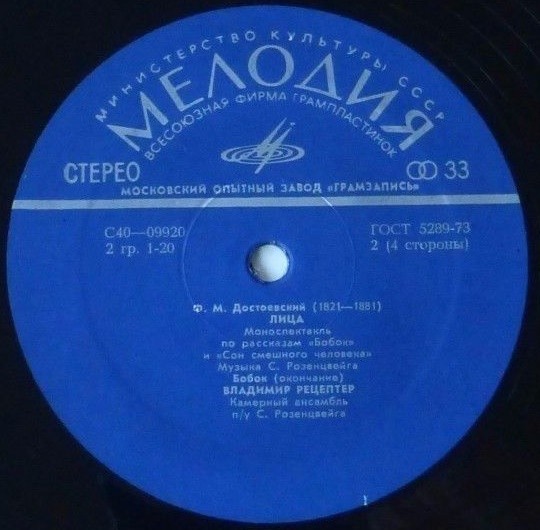 МИНИСТЕРСТВО КУЛЬТУРЫ СССР
МЕЛОДИЯ
ВСЕСОЮЗНАЯ ФИРМА ГРАМПЛАСТИНОК
СТЕРЕО 33
МОСКОВСКИЙ ОПЫТНЫЙ ЗАВОД «ГРАМЗАПИСЬ»
С40—09920 ГОСТ 5289-73
2 гр. 1-20 2 (4 стороны)
Ф. М. Достоевский (1821—1881)
ЛИЦА
Моноспектакль
по рассказам «Бобок»
и «Сон смешного человека»
Музыка С. Розенцвейга
Бобок (окончание)
ВЛАДИМИР РЕЦЕПТЕР
Камерный ансамбль
п/у С. Розенцвейга